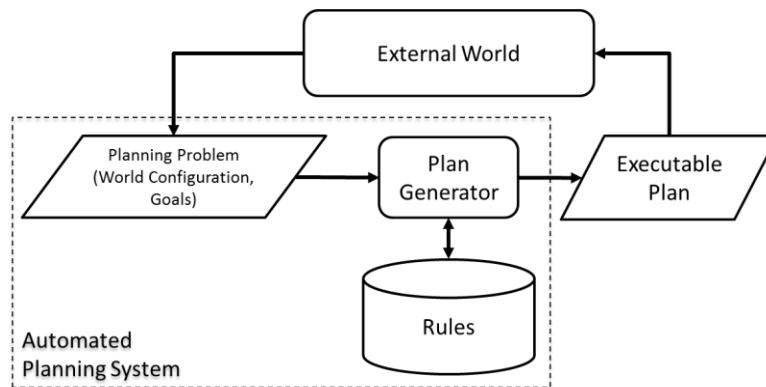 External World
Planning Problem
(World Configuration,
Goals)
Plan
Generator
Executable
Plan
Rules
Automated
Planning System